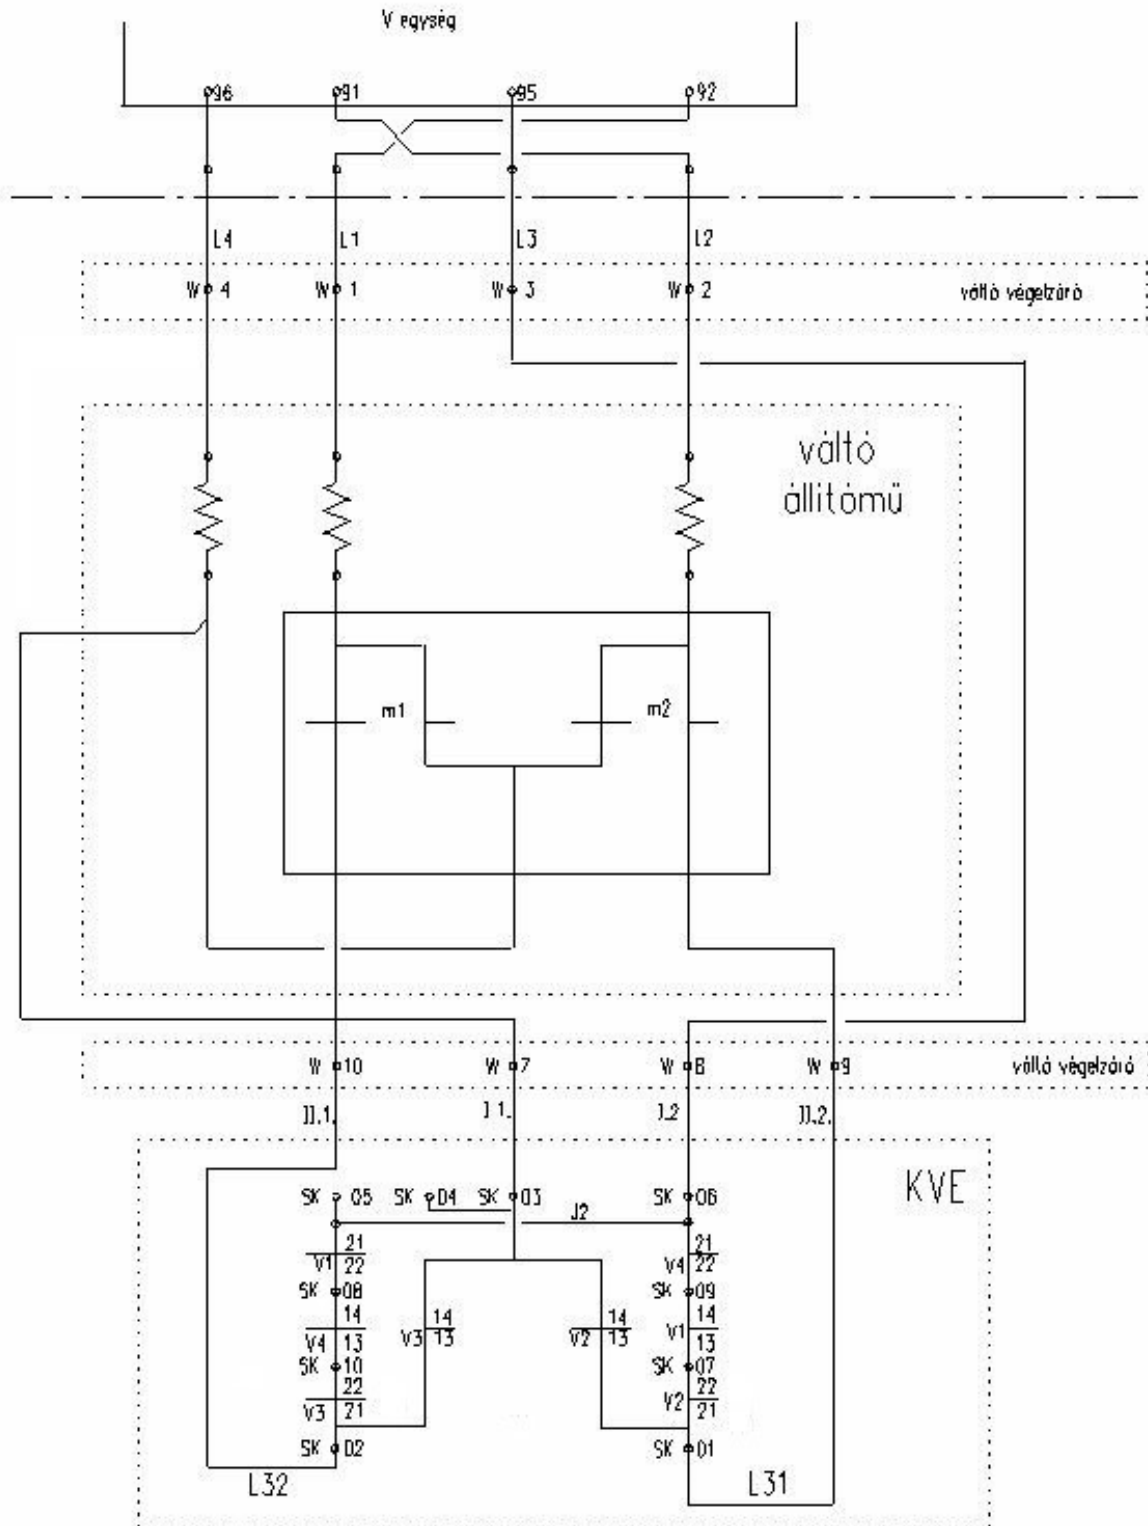 V egység
96 91 95 92
L4 L1 L3 L2
W 4 W 1 W 3 W 2 váltó végelzáró
váltó
állítómű
m1 m2
W 10 W 7 W 8 W 9 váltó végelzáró
II.1. I.1. I.2 II.2.
KVE
SK 05 SK 04 SK 03 SK 06
J2
21 21
V1 22 V4 22
SK 08 SK 09
14 14 14 14
V4 13 V3 13 V2 13 V1 13
SK 10 SK 07
22 22
V3 21 V2 21
SK 02 SK 01
L32 L31